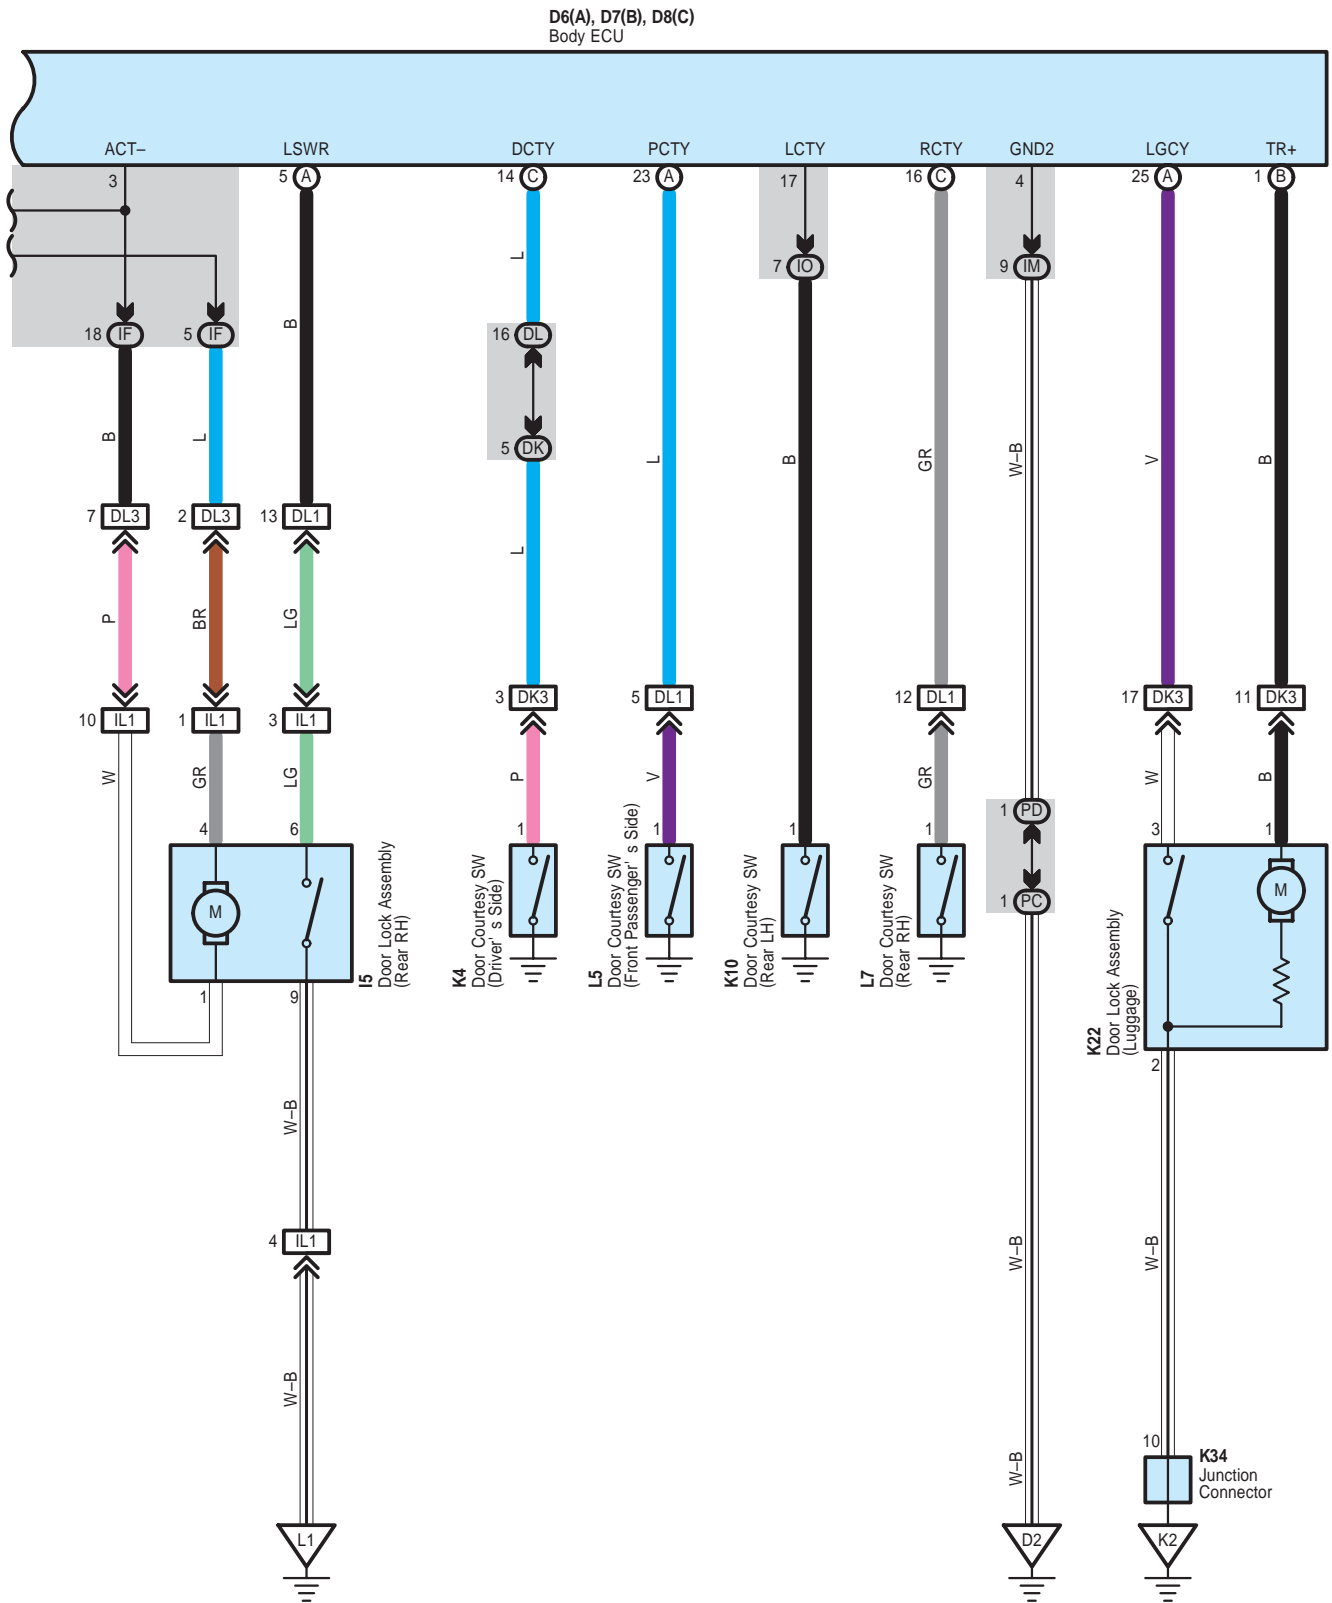 D6(A), D7(B), D8(C)
Body ECU
ACT– LSWR DCTY PCTY LCTY RCTY GND2 LGCY TR+
3 5 A 14 C 23 A 17 16 C 4 25 A 1 B
7 IO 9 IM
L
B
18 IF 5 IF 16 DL
B L 5 DK L B GR W–B V B
7 DL3 2 DL3 13 DL1
L
P BR LG
3 DK3 5 DL1 12 DL1 17 DK3 11 DK3
10 IL1 1 IL1 3 IL1
W GR LG P V GR W B
1 PD
4 6 1 1 1 1 3 1
M M
1 PC
I5
Door Lock Assembly
(Rear RH)
K4
Door Courtesy SW
(Driver' s Side)
L5
Door Courtesy SW
(Front Passenger' s Side)
K10
Door Courtesy SW
(Rear LH)
L7
Door Courtesy SW
(Rear RH)
K22
Door Lock Assembly
(Luggage)
1 9 2
W–B
4 IL1 W–B W–B
W–B
10
W–B
K34
Junction
Connector
L1 D2 K2